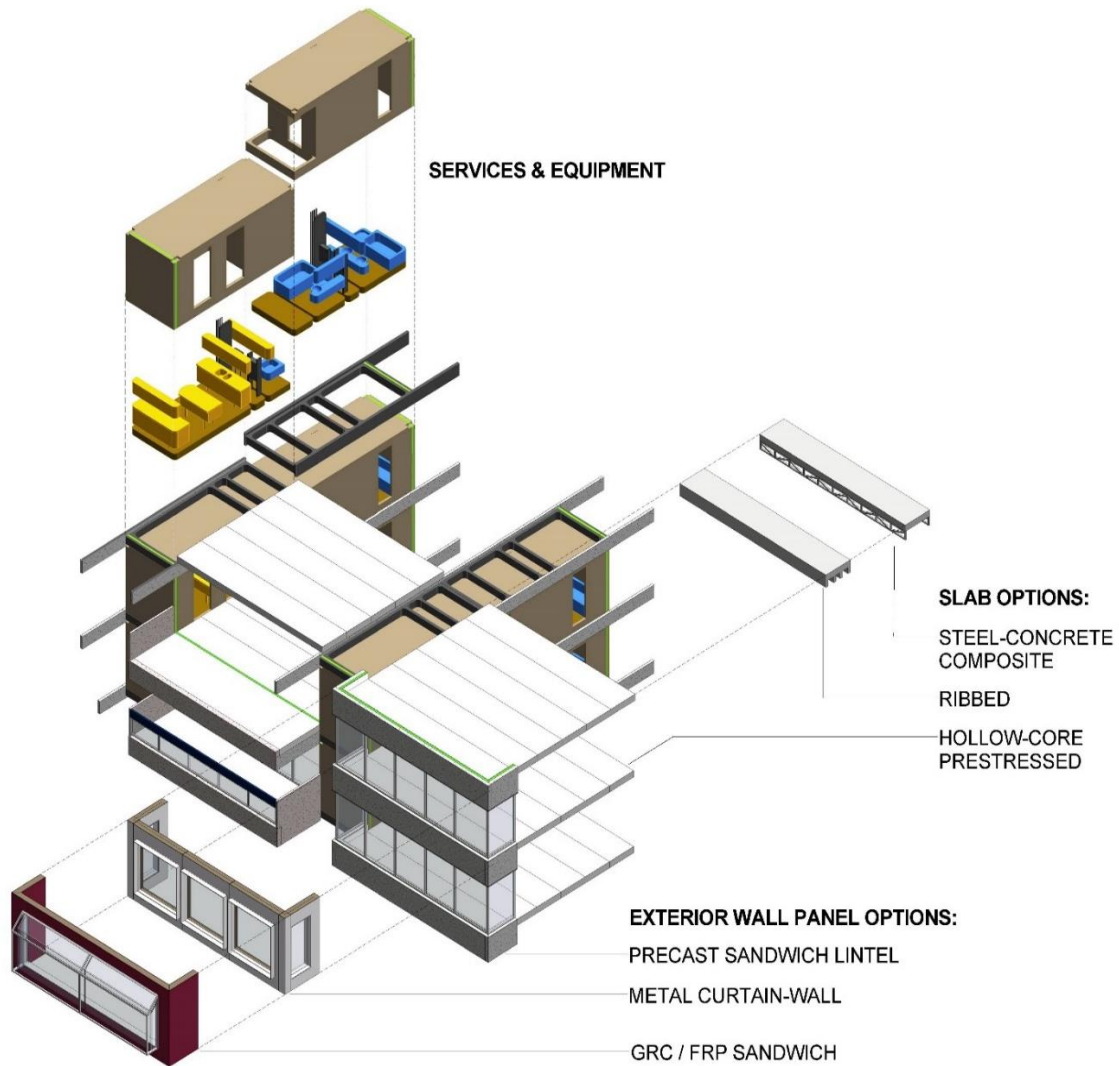 SERVICES & EQUIPMENT
SLAB OPTIONS:
STEEL-CONCRETE
COMPOSITE
RIBBED
HOLLOW-CORE
PRESTRESSED
EXTERIOR WALL PANEL OPTIONS:
PRECAST SANDWICH LINTEL
METAL CURTAIN-WALL
GRC / FRP SANDWICH